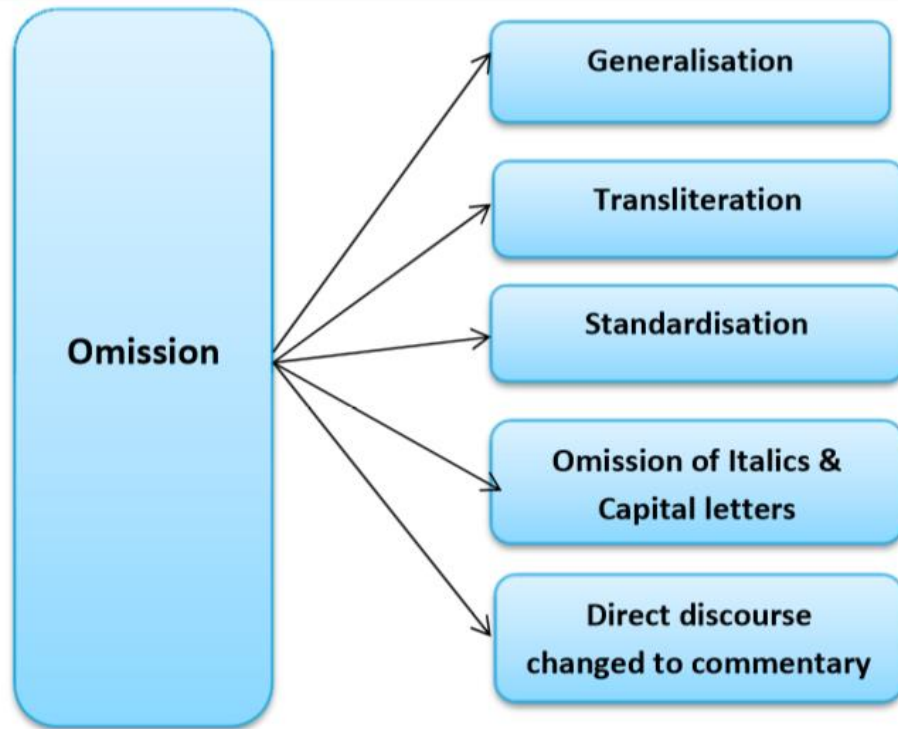 Omission
Generalisation
Transliteration
Standardisation
Omission of Italics &
Capital letters
Direct discourse
changed to commentary